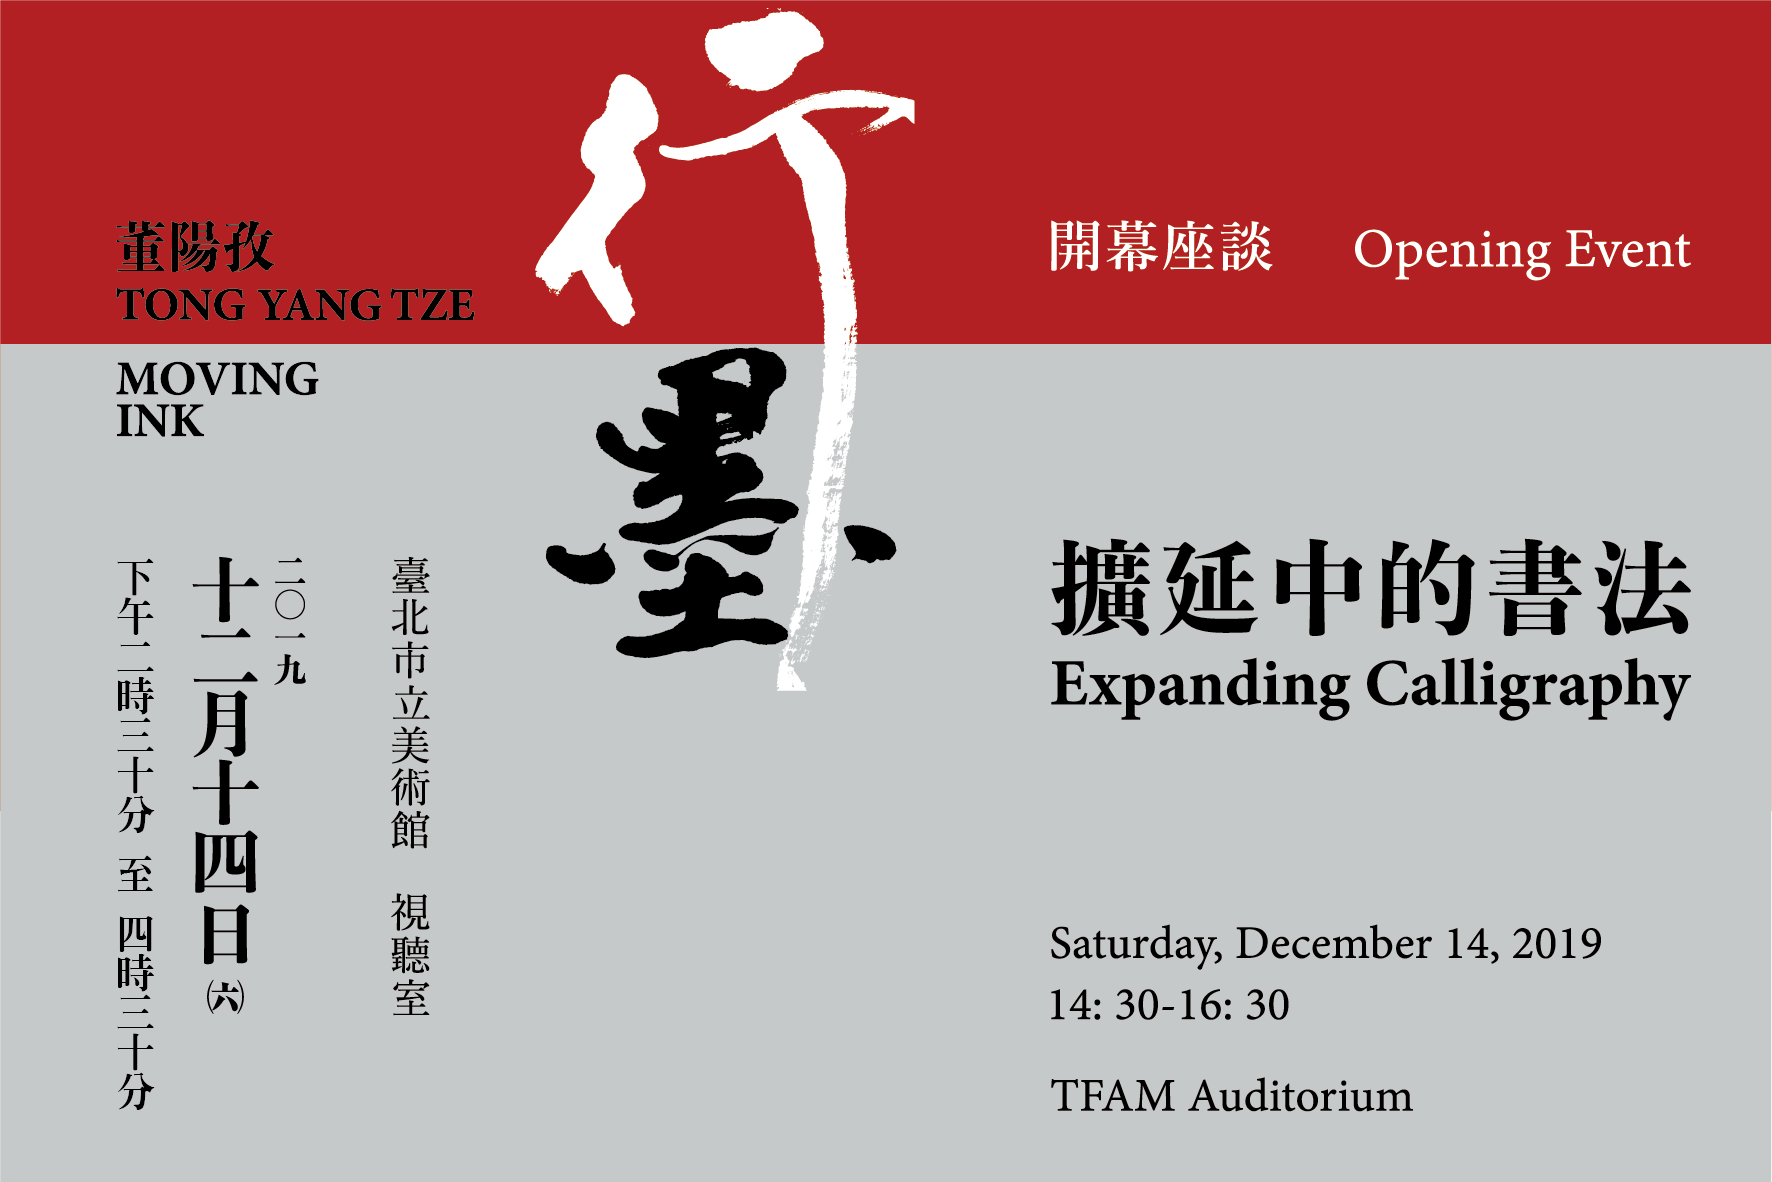 行墨
董陽孜
TONG YANG TZE
MOVING
INK
開幕座談 Opening Event
擴延中的書法
Expanding Calligraphy
臺北市立美術館 視聽室
二〇一九
十二月十四日(六)
下午二時三十分 至 四時三十分
Saturday, December 14, 2019
14: 30-16: 30
TFAM Auditorium